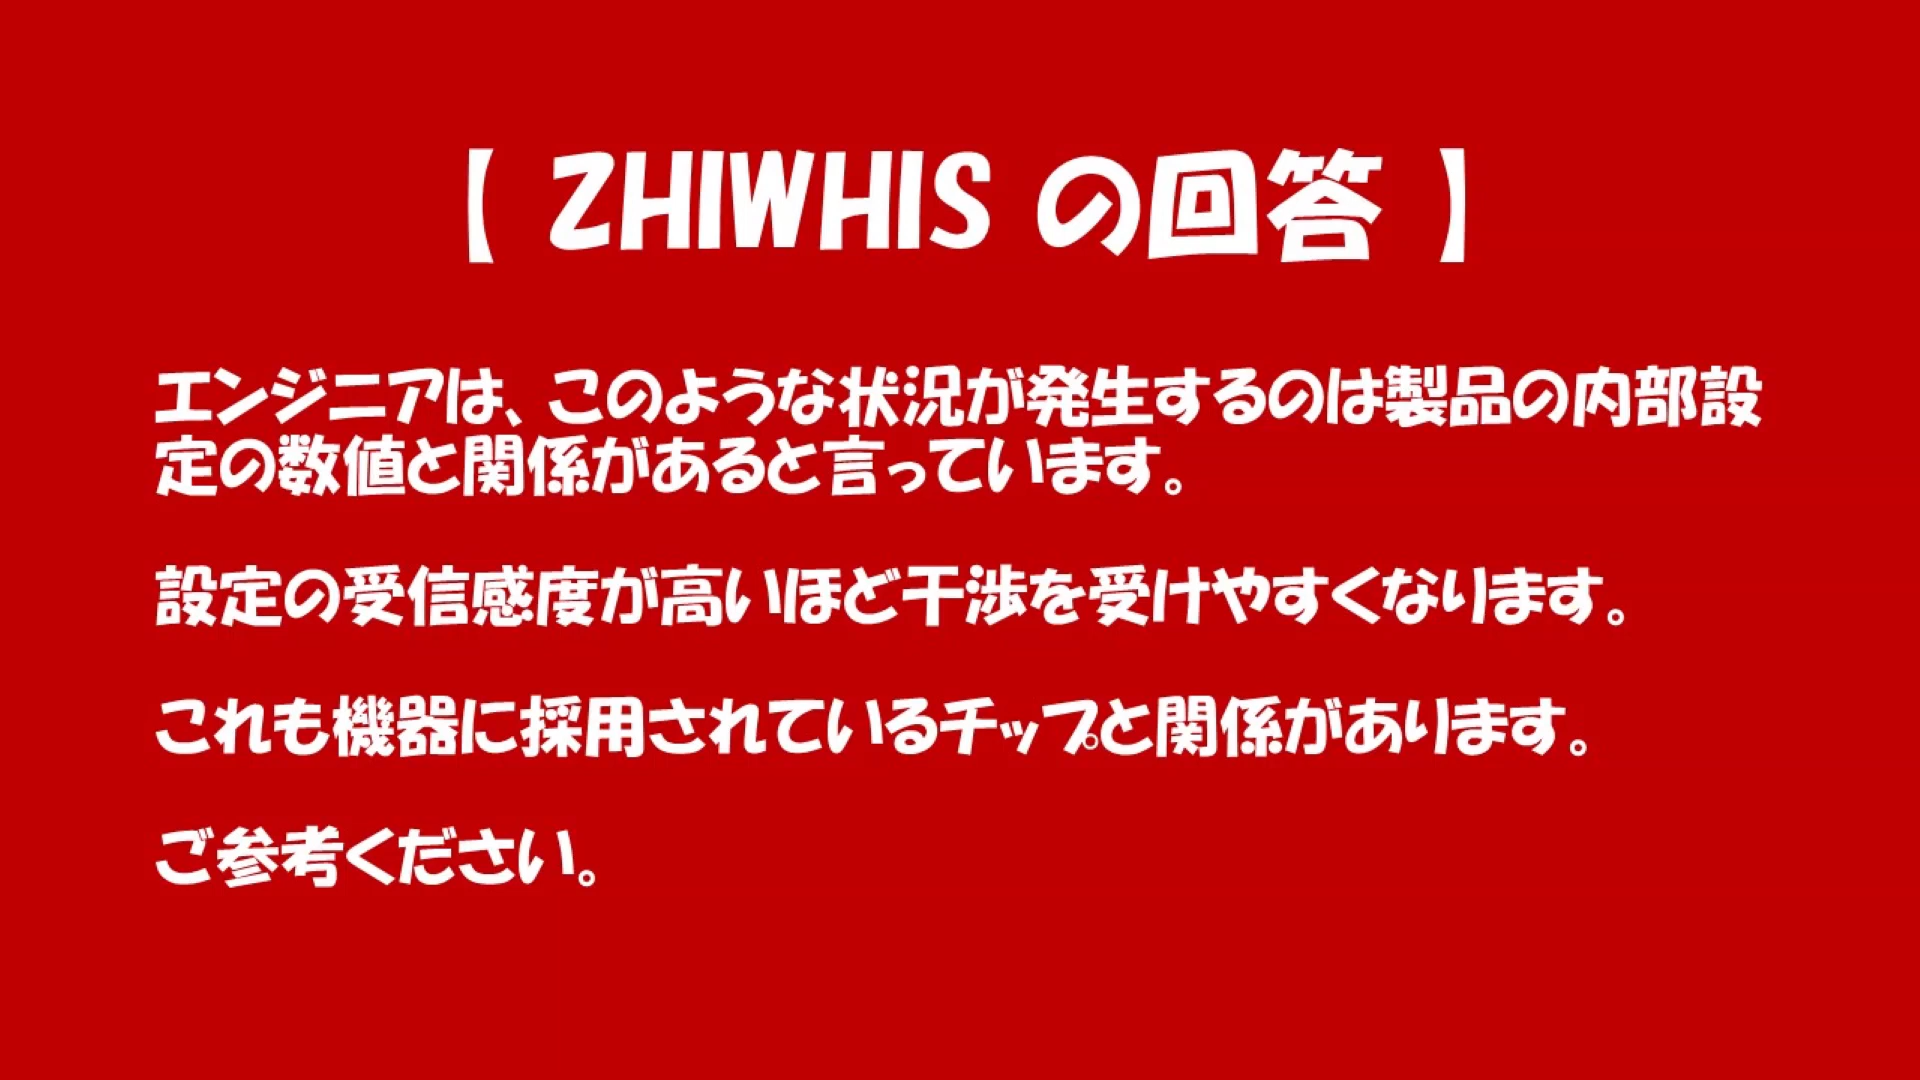 【 ZHIWHIS の回答 】
エンジニアは、このような状況が発生するのは製品の内部設
定の数値と関係があると言っています。
設定の受信感度が高いほど干渉を受けやすくなります。
これも機器に採用されているチップと関係があります。
ご参考ください。